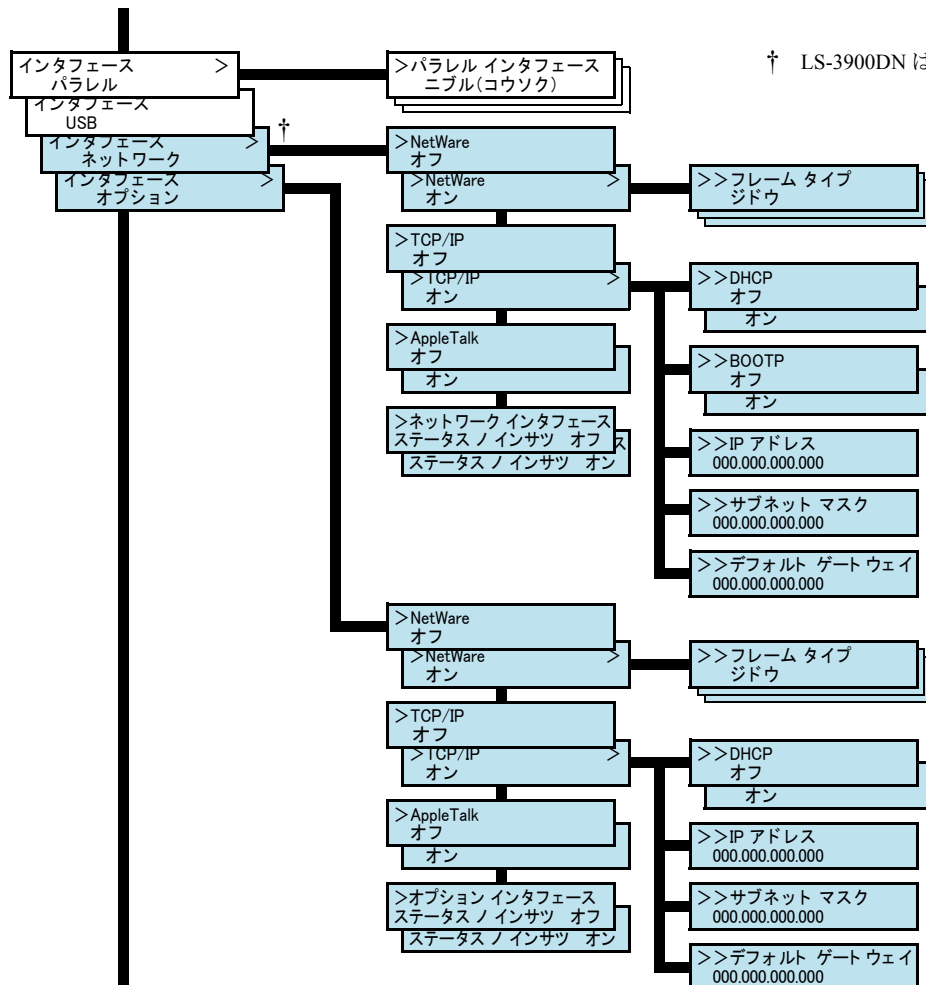 † LS-3900DN は
インタフェース >
パラレル
インタフェース
USB
インタフェース >
ネットワーク
†
インタフェース >
オプション
>パラレル インタフェース
ニブル(コウソク)
>NetWare
オフ
>NetWare >
オン
>>フレーム タイプ
ジドウ
>TCP/IP
オフ
>TCP/IP >
オン
>>DHCP
オフ
オン
>>BOOTP
オフ
オン
>>IP アドレス
000.000.000.000
>>サブネット マスク
000.000.000.000
>>デフォルト ゲートウェイ
000.000.000.000
>AppleTalk
オフ
オン
>ネットワーク インタフェース
ステータス ノ インサツ オフ
ス
ステータス ノ インサツ オン
>NetWare
オフ
>NetWare >
オン
>>フレーム タイプ
ジドウ
>TCP/IP
オフ
>TCP/IP >
オン
>>DHCP
オフ
オン
>>IP アドレス
000.000.000.000
>>サブネット マスク
000.000.000.000
>>デフォルト ゲートウェイ
000.000.000.000
>AppleTalk
オフ
オン
>オプション インタフェース
ステータス ノ インサツ オフ
ステータス ノ インサツ オン